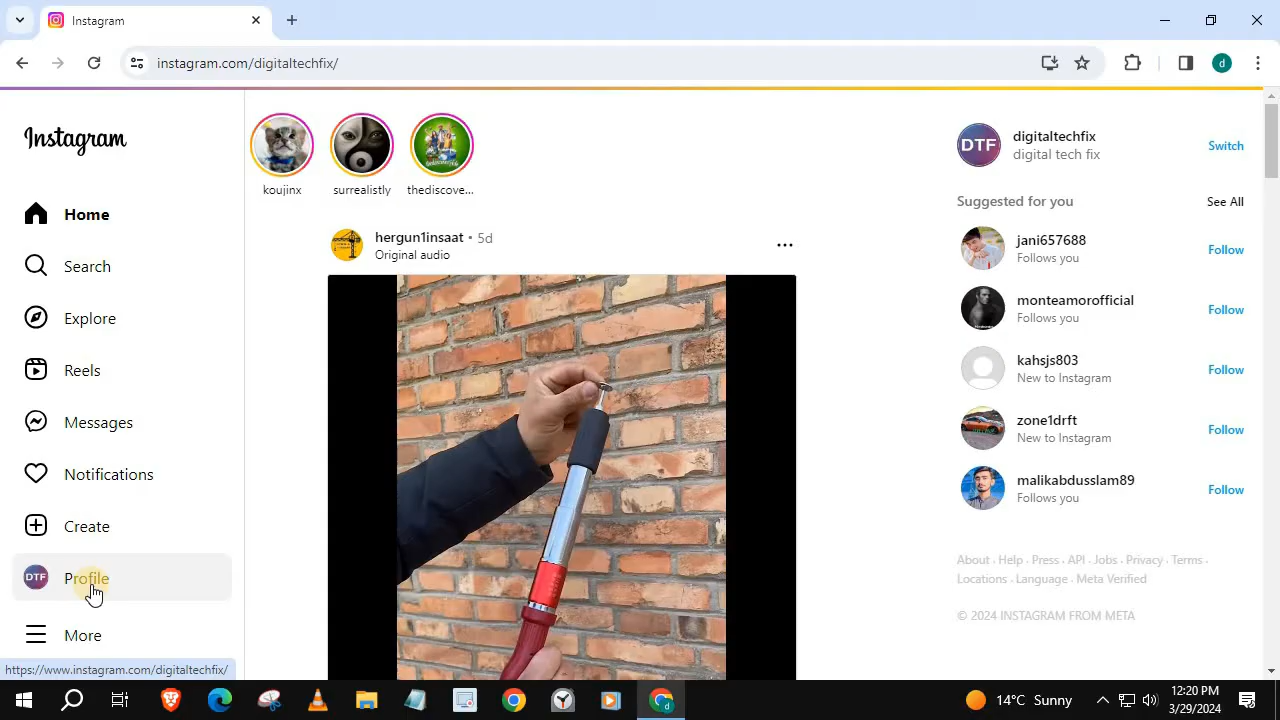 Instagram
instagram.com/digitaltechfix/
d
Instagram
Home
Search
Explore
Reels
Messages
Notifications
Create
DTF Profile
More
https://www.instagram.com/digitaltechfix/
koujinx
surrealistly
thediscove...
hergun1insaat • 5d
Original audio
DTF
digitaltechfix
digital tech fix
Switch
Suggested for you
See All
jani657688
Follows you
Follow
monteamorofficial
Follows you
Follow
kahsjs803
New to Instagram
Follow
zone1drft
New to Instagram
Follow
malikabdusslam89
Follows you
Follow
About · Help · Press · API · Jobs · Privacy · Terms ·
Locations · Language · Meta Verified
© 2024 INSTAGRAM FROM META
14°C Sunny
12:20 PM
3/29/2024